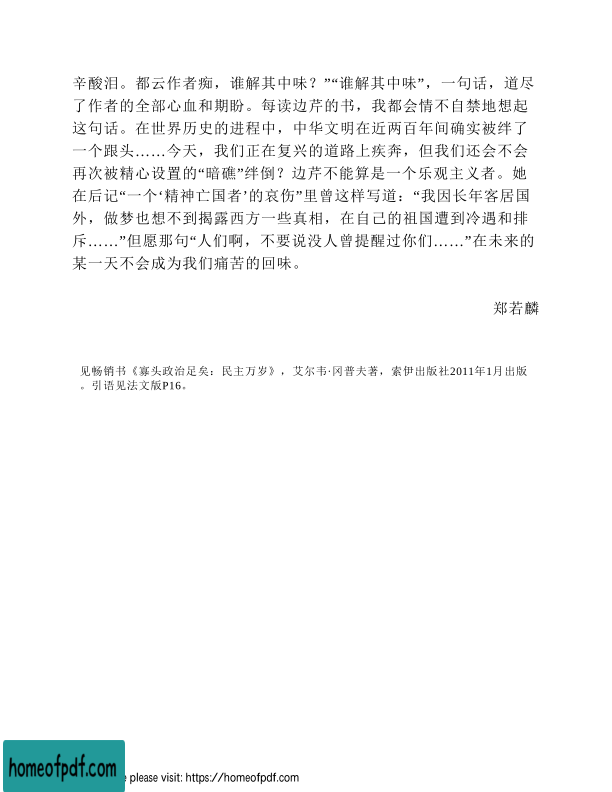 辛酸泪。都云作者痴，谁解其中味？”“谁解其中味”，一句话，道尽
了作者的全部心血和期盼。每读边芹的书，我都会情不自禁地想起
这句话。在世界历史的进程中，中华文明在近两百年间确实被绊了
一个跟头……今天，我们正在复兴的道路上疾奔，但我们还会不会
再次被精心设置的“暗礁”绊倒？边芹不能算是一个乐观主义者。她
在后记“一个‘精神亡国者’的哀伤”里曾这样写道：“我因长年客居国
外，做梦也想不到揭露西方一些真相，在自己的祖国遭到冷遇和排
斥……”但愿那句“人们啊，不要说没人曾提醒过你们……”在未来的
某一天不会成为我们痛苦的回味。
郑若麟
见畅销书《寡头政治足矣：民主万岁》，艾尔韦·冈普夫著，索伊出版社2011年1月出版
。引语见法文版P16。
homeofpdf.com
e please visit: https://homeofpdf.com